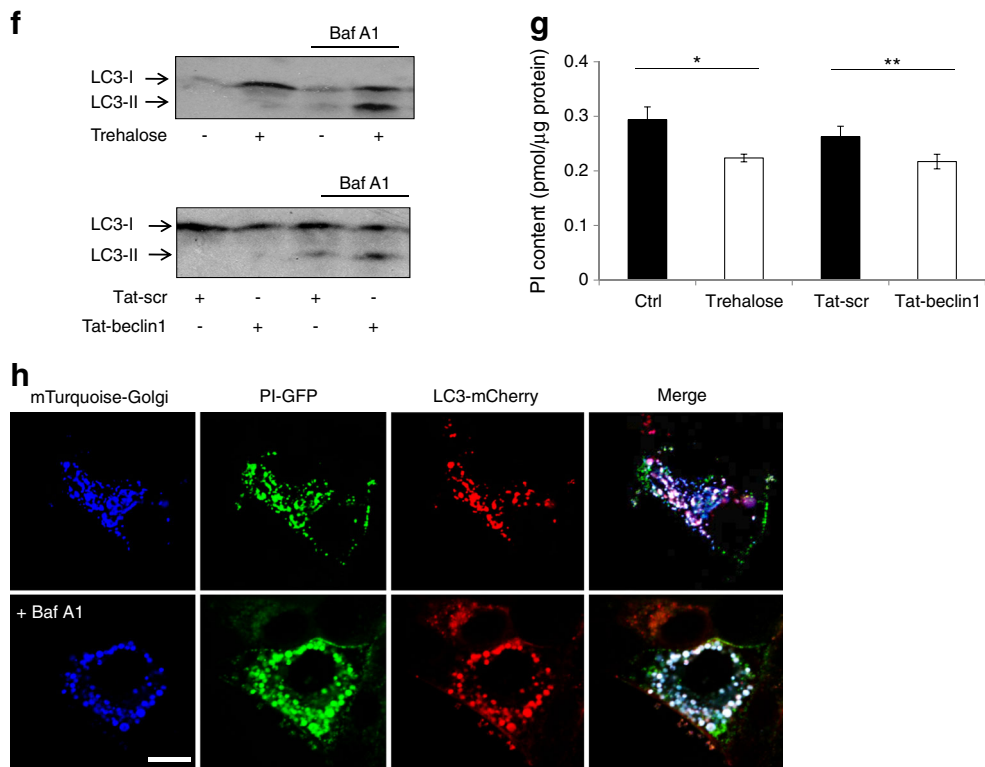 f
Baf A1
LC3-I
LC3-II
Trehalose - + - +
Baf A1
LC3-I
LC3-II
Tat-scr + - + -
Tat-beclin1 - + - +
g
PI content (pmol/µg protein)
0.4
0.3
0.2
0.1
0
* **
Ctrl Trehalose Tat-scr Tat-beclin1
h
mTurquoise-Golgi PI-GFP LC3-mCherry Merge
+ Baf A1